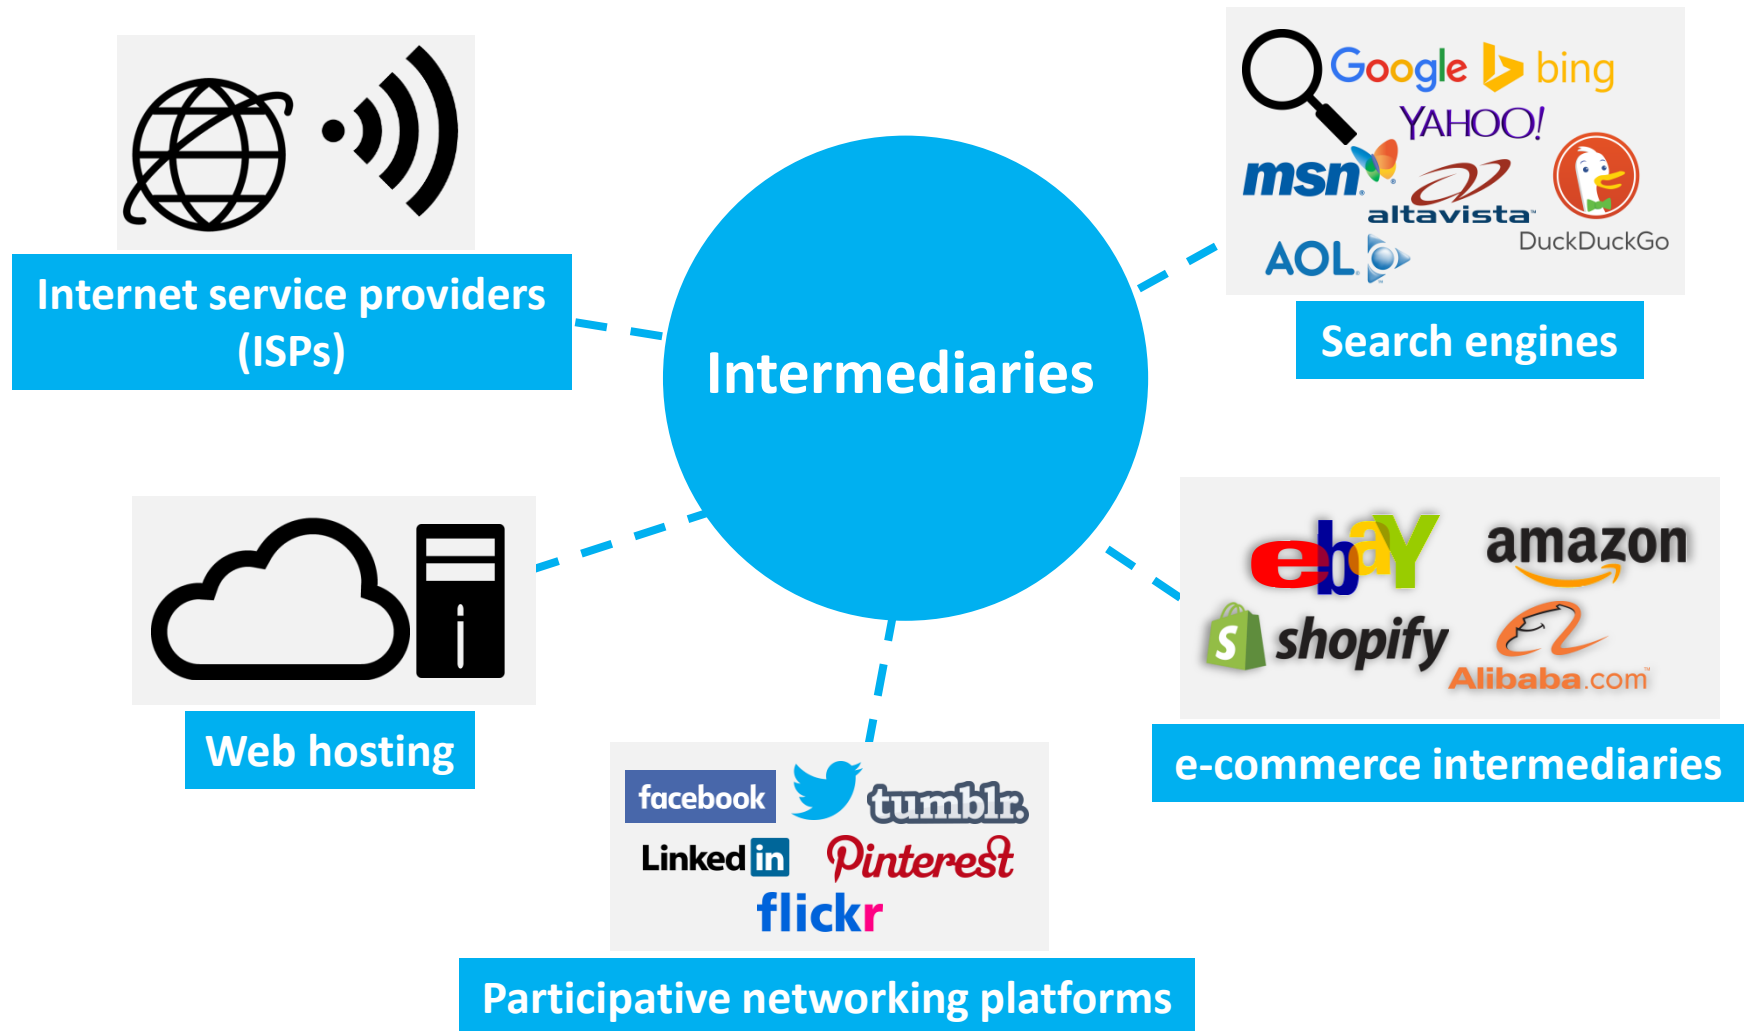 Internet service providers
(ISPs)
Google bing
YAHOO!
msn
altavista
DuckDuckGo
AOL
Search engines
Intermediaries
Web hosting
ebay
amazon
shopify
Alibaba.com
e-commerce intermediaries
facebook
tumblr.
Linked in
Pinterest
flickr
Participative networking platforms